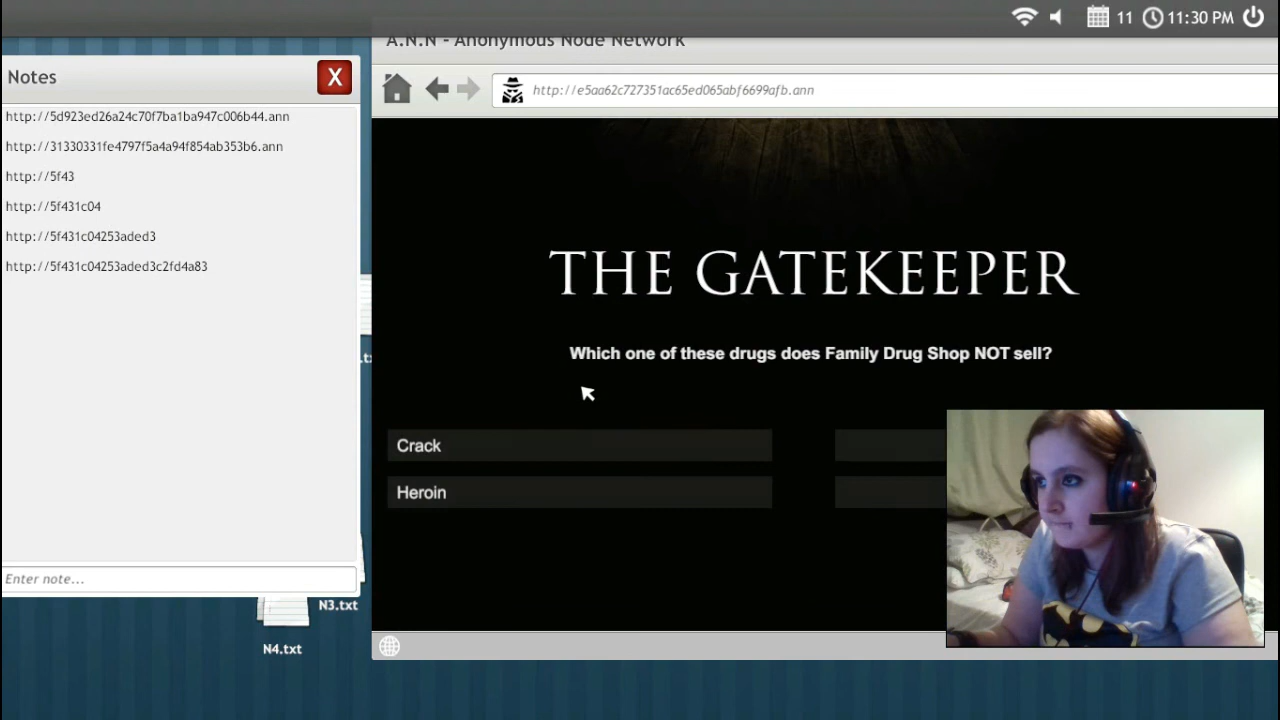 11 11:30 PM
A.N.N - Anonymous Node Network
Notes
X
http://e5aa62c727351ac65ed065abf6699afb.ann
http://5d923ed26a24c70f7ba1ba947c006b44.ann
http://31330331fe4797f5a4a94f854ab353b6.ann
http://5f43
http://5f431c04
http://5f431c04253aded3
http://5f431c04253aded3c2fd4a83
THE GATEKEEPER
Which one of these drugs does Family Drug Shop NOT sell?
Crack
Heroin
Enter note...
N3.txt
N4.txt